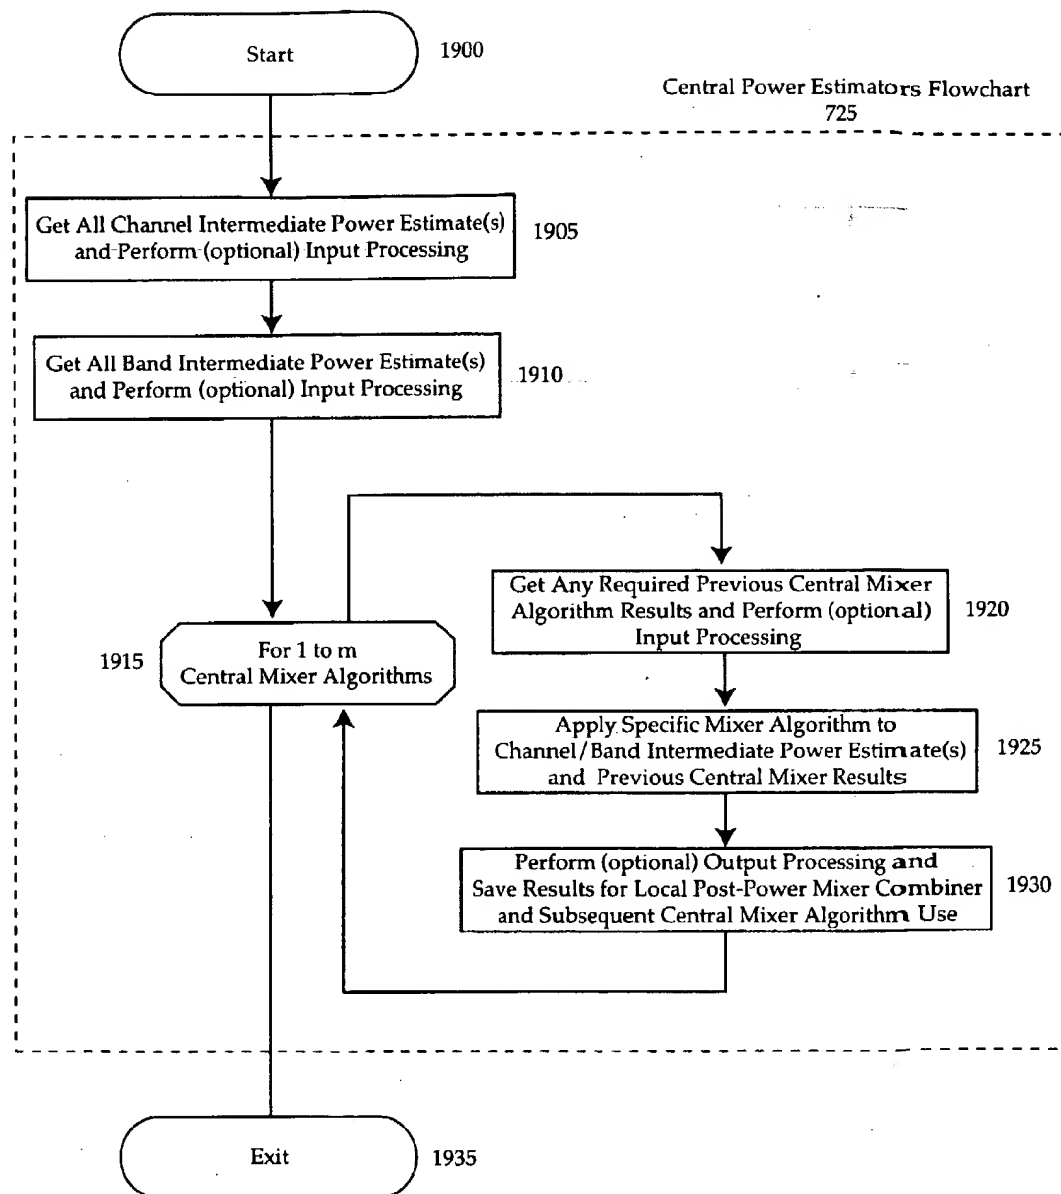 Start
1900
Central Power Estimators Flowchart
725
Get All Channel Intermediate Power Estimate(s)
and Perform (optional) Input Processing
1905
Get All Band Intermediate Power Estimate(s)
and Perform (optional) Input Processing
1910
Get Any Required Previous Central Mixer
Algorithm Results and Perform (optional)
Input Processing
1920
1915
For 1 to m
Central Mixer Algorithms
Apply Specific Mixer Algorithm to
Channel/Band Intermediate Power Estimate(s)
and Previous Central Mixer Results
1925
Perform (optional) Output Processing and
Save Results for Local Post-Power Mixer Combiner
and Subsequent Central Mixer Algorithm Use
1930
Exit
1935